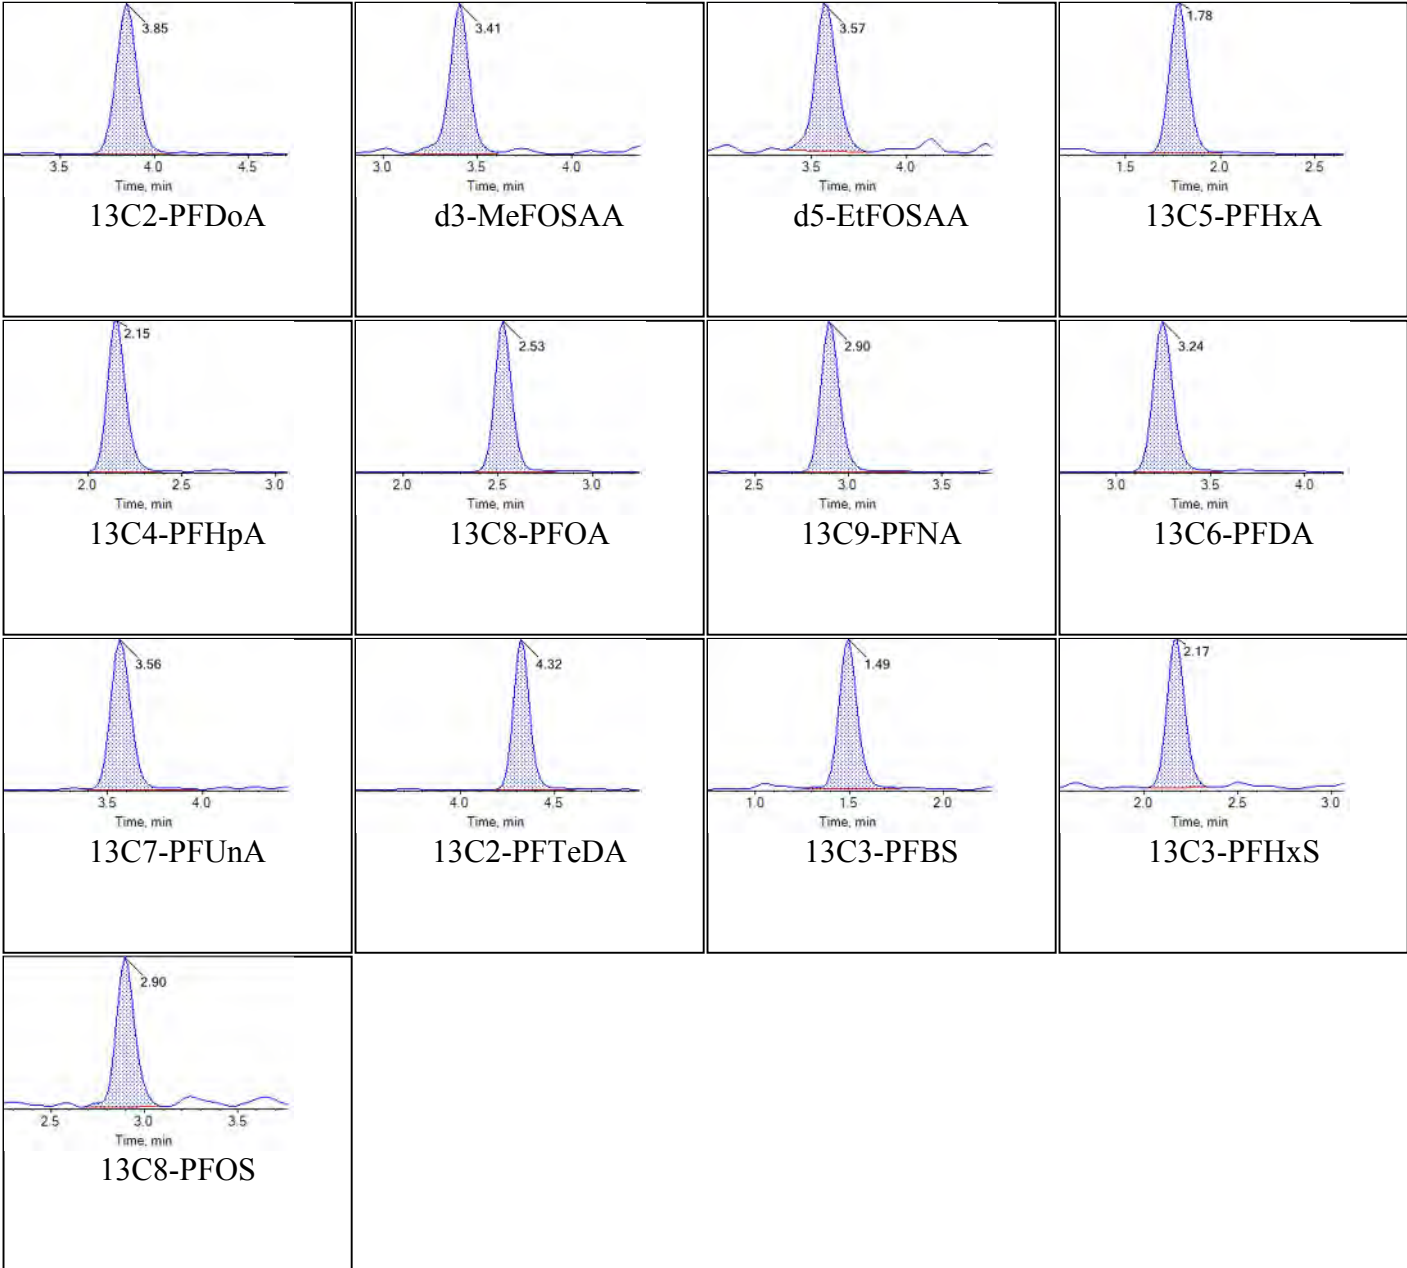 3.85
3.5 4.0 4.5
Time, min
13C2-PFDoA
3.41
3.0 3.5 4.0
Time, min
d3-MeFOSAA
3.57
3.5 4.0
Time, min
d5-EtFOSAA
1.78
1.5 2.0 2.5
Time, min
13C5-PFHxA
2.15
2.0 2.5 3.0
Time, min
13C4-PFHpA
2.53
2.0 2.5 3.0
Time, min
13C8-PFOA
2.90
2.5 3.0 3.5
Time, min
13C9-PFNA
3.24
3.0 3.5 4.0
Time, min
13C6-PFDA
3.56
3.5 4.0
Time, min
13C7-PFUnA
4.32
4.0 4.5
Time, min
13C2-PFTeDA
1.49
1.0 1.5 2.0
Time, min
13C3-PFBS
2.17
2.0 2.5 3.0
Time, min
13C3-PFHxS
2.90
2.5 3.0 3.5
Time, min
13C8-PFOS